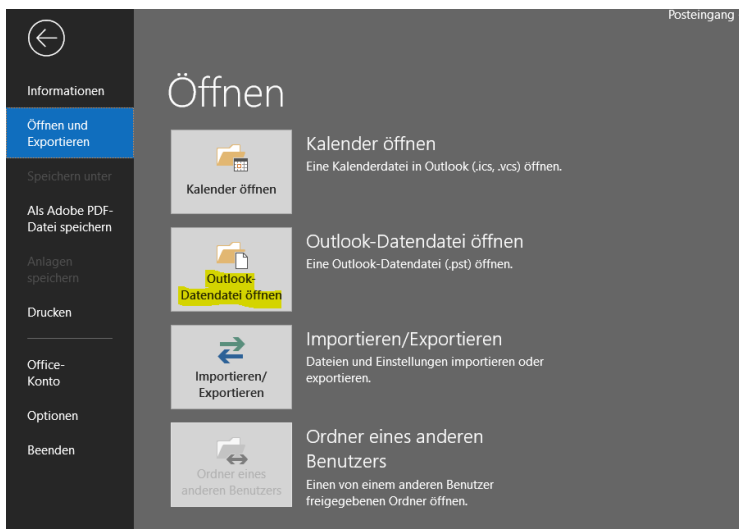 Posteingang
Informationen
Öffnen und
Exportieren
Speichern unter
Als Adobe PDF-
Datei speichern
Anlagen
speichern
Drucken
Office-
Konto
Optionen
Beenden
Öffnen
Kalender öffnen
Kalender öffnen
Eine Kalenderdatei in Outlook (.ics, .vcs) öffnen.
Outlook-
Datendatei öffnen
Outlook-Datendatei öffnen
Eine Outlook-Datendatei (.pst) öffnen.
Importieren/
Exportieren
Importieren/Exportieren
Dateien und Einstellungen importieren oder
exportieren.
Ordner eines
anderen Benutzers
Ordner eines anderen
Benutzers
Einen von einem anderen Benutzer
freigegebenen Ordner öffnen.